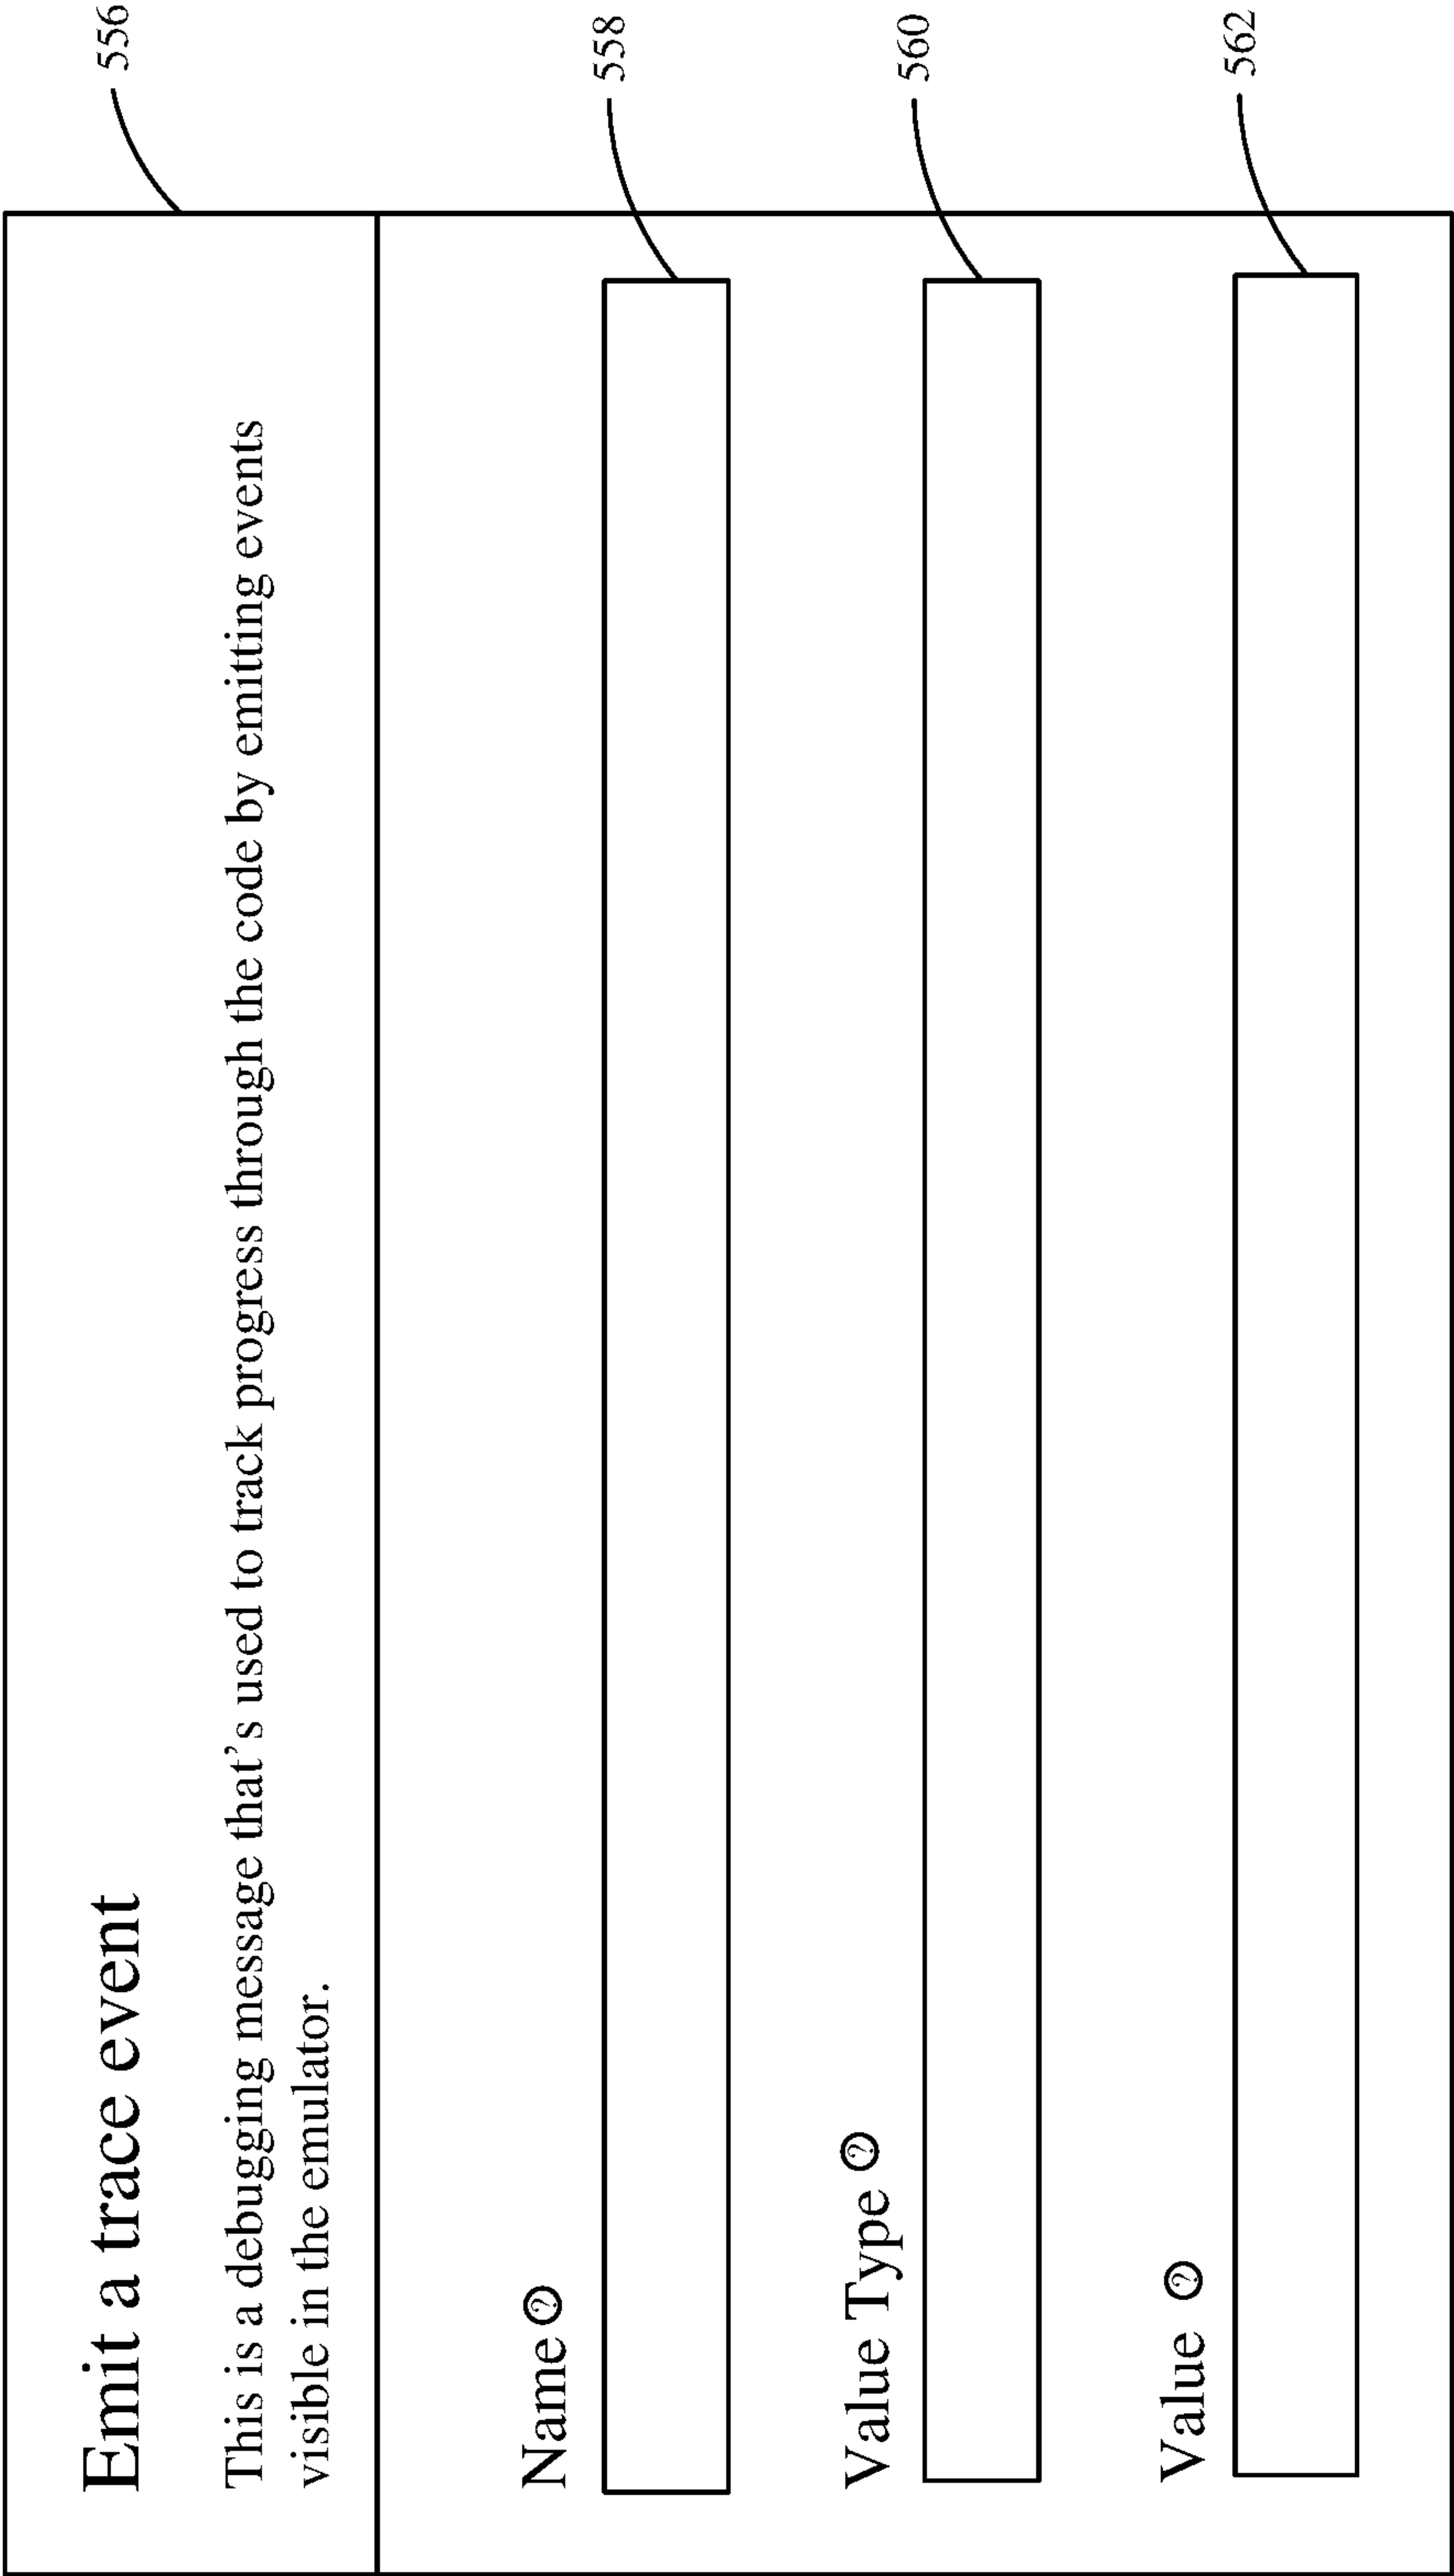 Emit a trace event
556
This is a debugging message that's used to track progress through the code by emitting events
visible in the emulator.
Name ?
558
Value Type ?
560
Value ?
562